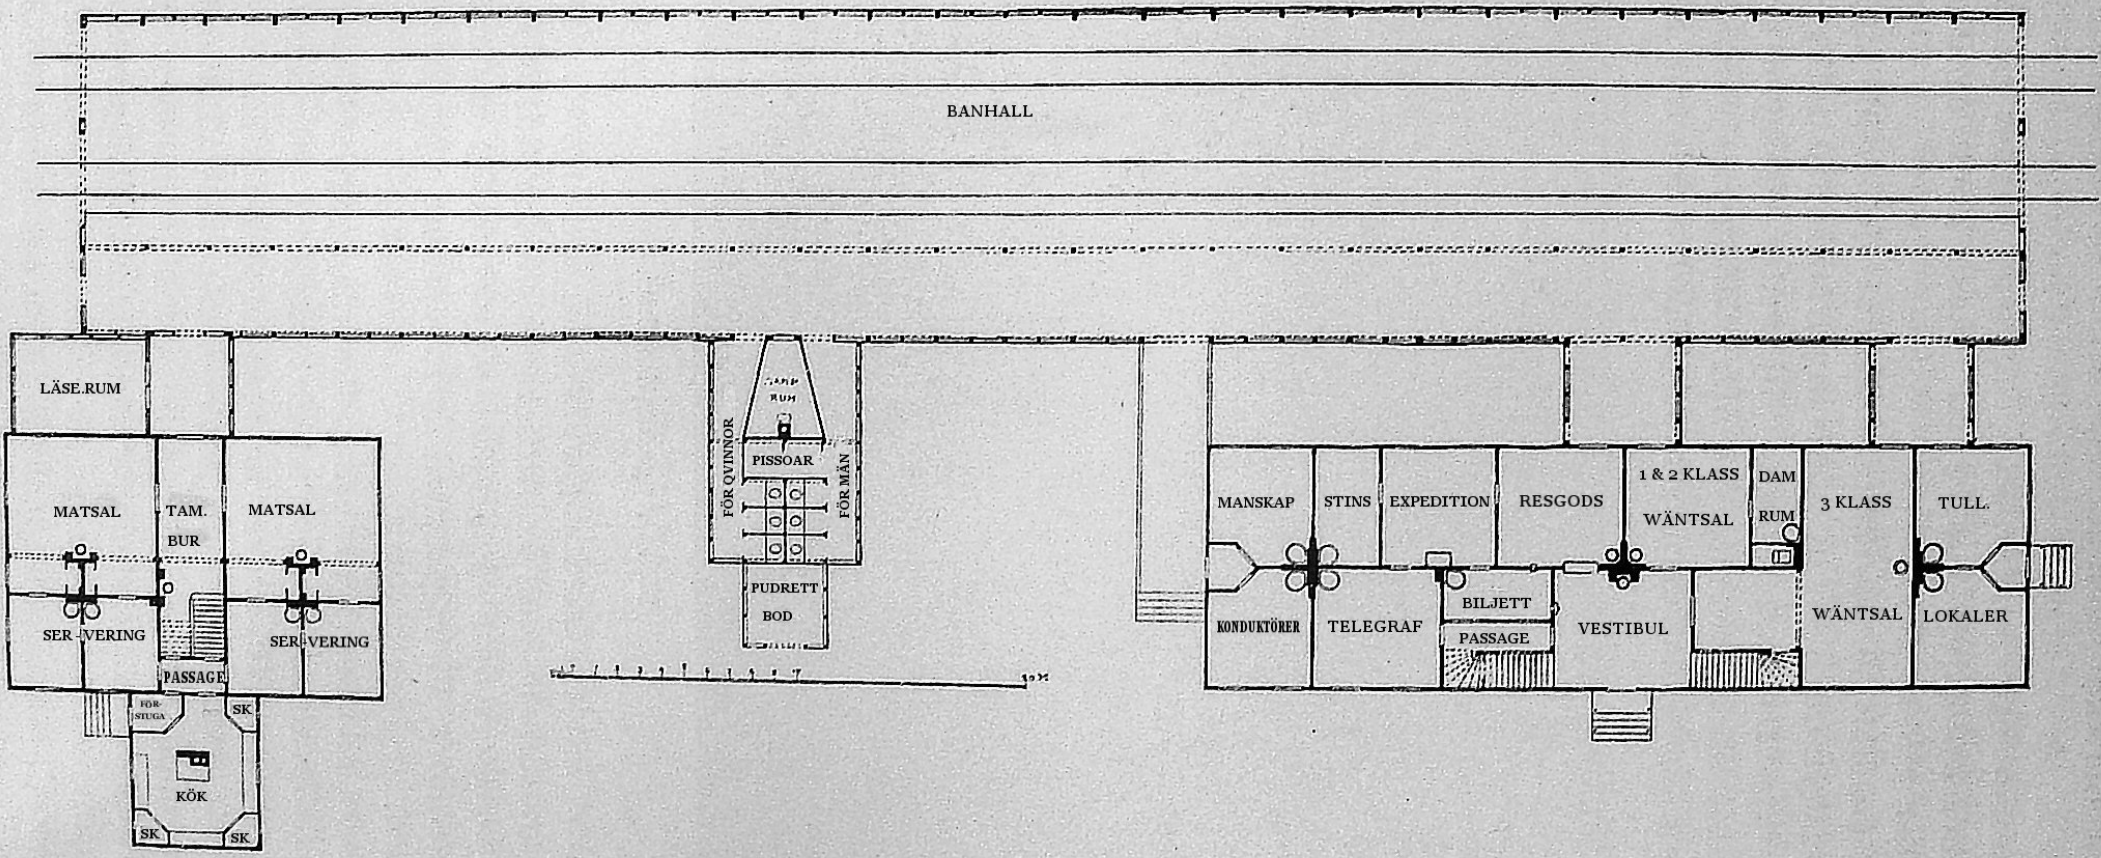 BANHALL
LÄSE.RUM
MATSAL
TAM.
BUR
MATSAL
SER-VERING
SER-VERING
PASSAGE
FÖR-
STUGA
SK
KÖK
SK
SK
RUM
FÖR QVINNOR
PISSOAR
FÖR MÄN
PUDRETT
BOD
MANSKAP
STINS
EXPEDITION
RESGODS
1 & 2 KLASS
WÄNTSAL
DAM
RUM
3 KLASS
WÄNTSAL
TULL.
LOKALER
KONDUKTÖRER
TELEGRAF
BILJETT
PASSAGE
VESTIBUL